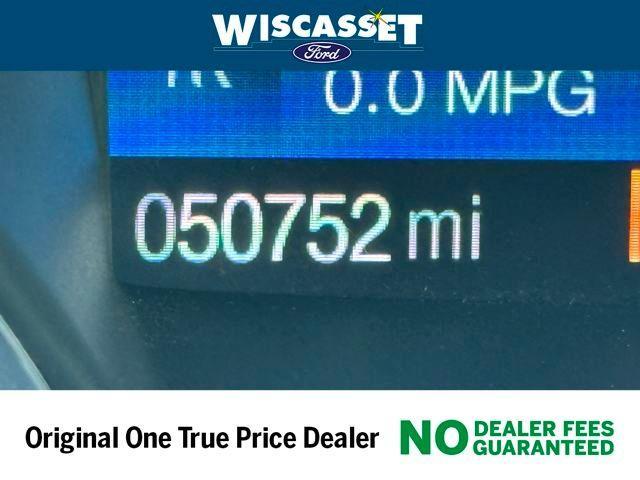 WISCASSET
Ford
0.0 MPG
050752 mi
Original One True Price Dealer
NO DEALER FEES
GUARANTEED